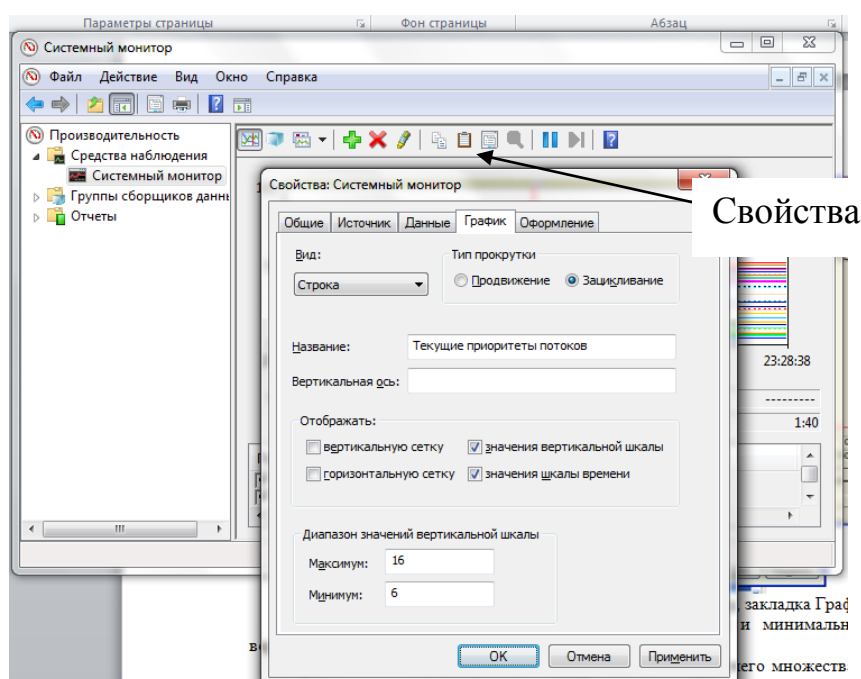 Параметры страницы Фон страницы Абзац
Системный монитор
Файл Действие Вид Окно Справка
Производительность
Средства наблюдения
Системный монитор
Группы сборщиков данны
Отчеты
Свойства: Системный монитор
Свойства
Общие Источник Данные График Оформление
Вид:
Тип прокрутки
Строка
Продвижение Зацикливание
Название: Текущие приоритеты потоков
Вертикальная ось:
23:28:38
---------
1:40
Отображать:
вертикальную сетку значения вертикальной шкалы
горизонтальную сетку значения шкалы времени
Диапазон значений вертикальной шкалы
Максимум: 16
Минимум: 6
OK Отмена Применить
закладка Граф
и минимальн
его множеств